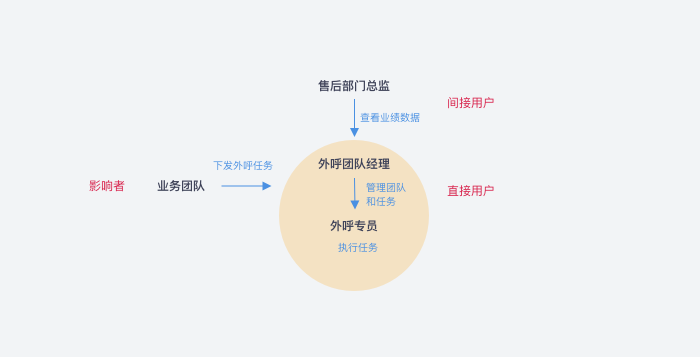 售后部门总监
间接用户
查看业绩数据
外呼团队经理
下发外呼任务
影响者
业务团队
管理团队
和任务
直接用户
外呼专员
执行任务